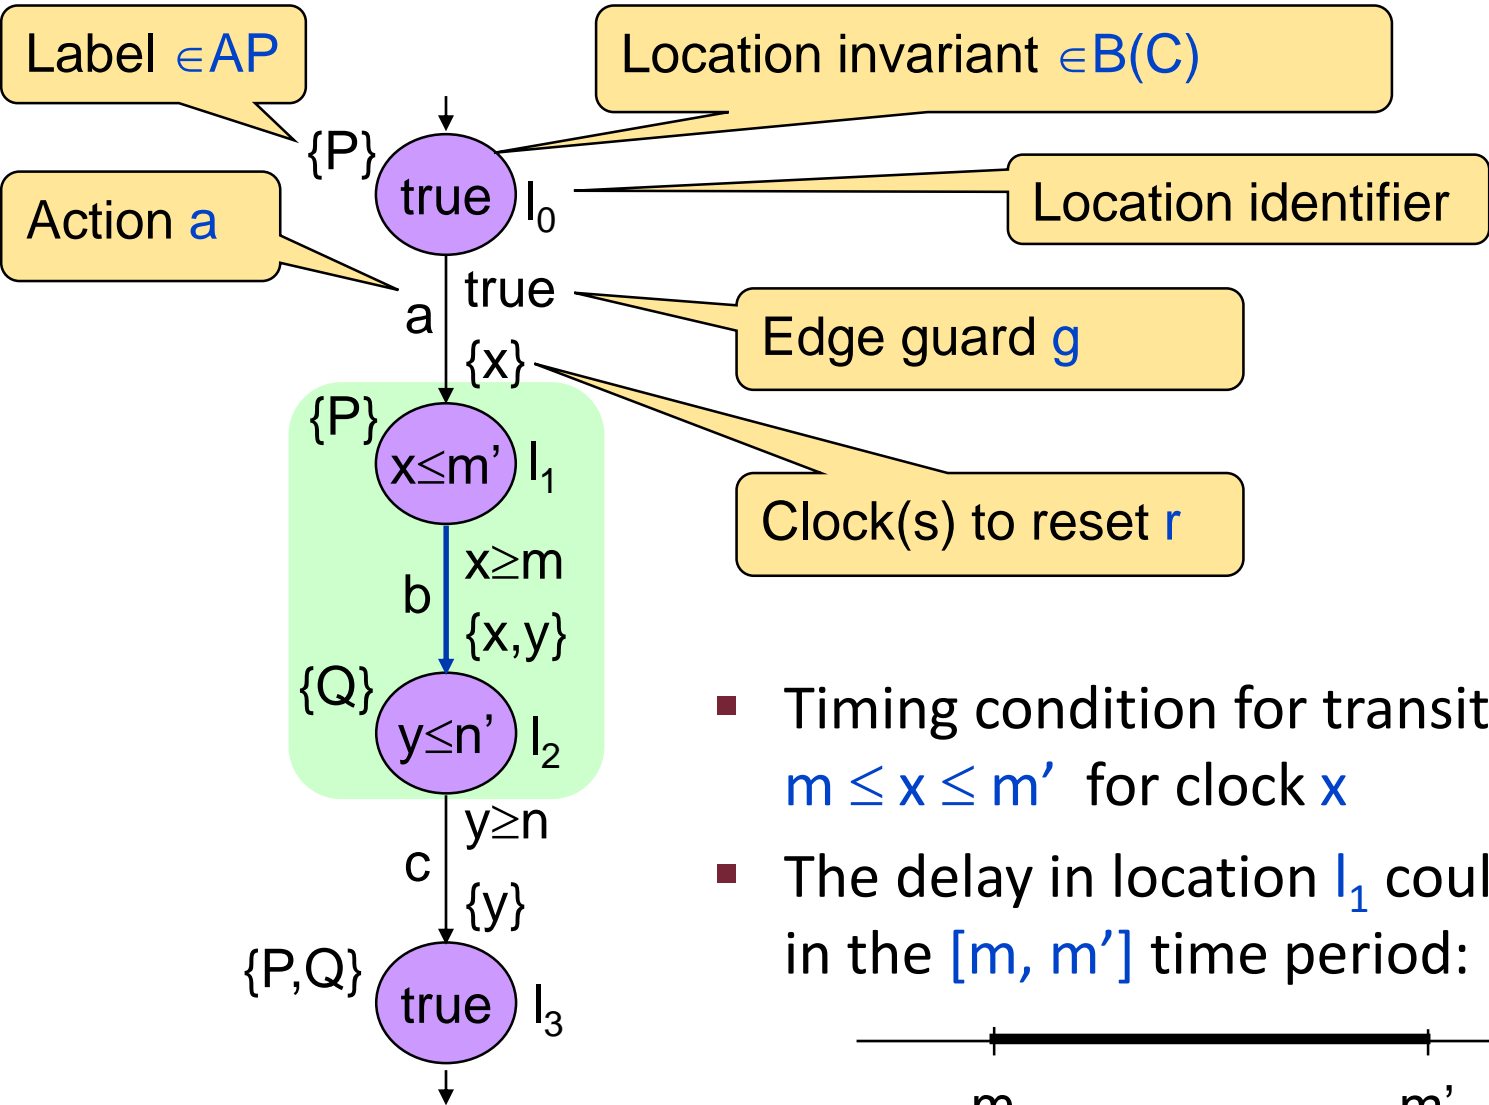 Label ∈AP
Location invariant ∈B(C)
{P}
true l₀
Location identifier
Action a
true
a
Edge guard g
{x}
{P}
x≤m’ l₁
Clock(s) to reset r
x≥m
b
{x,y}
{Q}
y≤n’ l₂
▪ Timing condition for transit
m ≤ x ≤ m′ for clock x
y≥n
c
▪ The delay in location l₁ coul
{y}
in the [m, m′] time period:
{P,Q}
true l₃
m m’